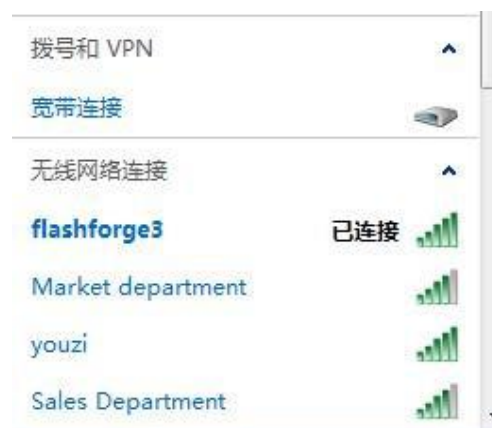 拨号和 VPN
宽带连接
无线网络连接
flashforge3 已连接
Market department
youzi
Sales Department